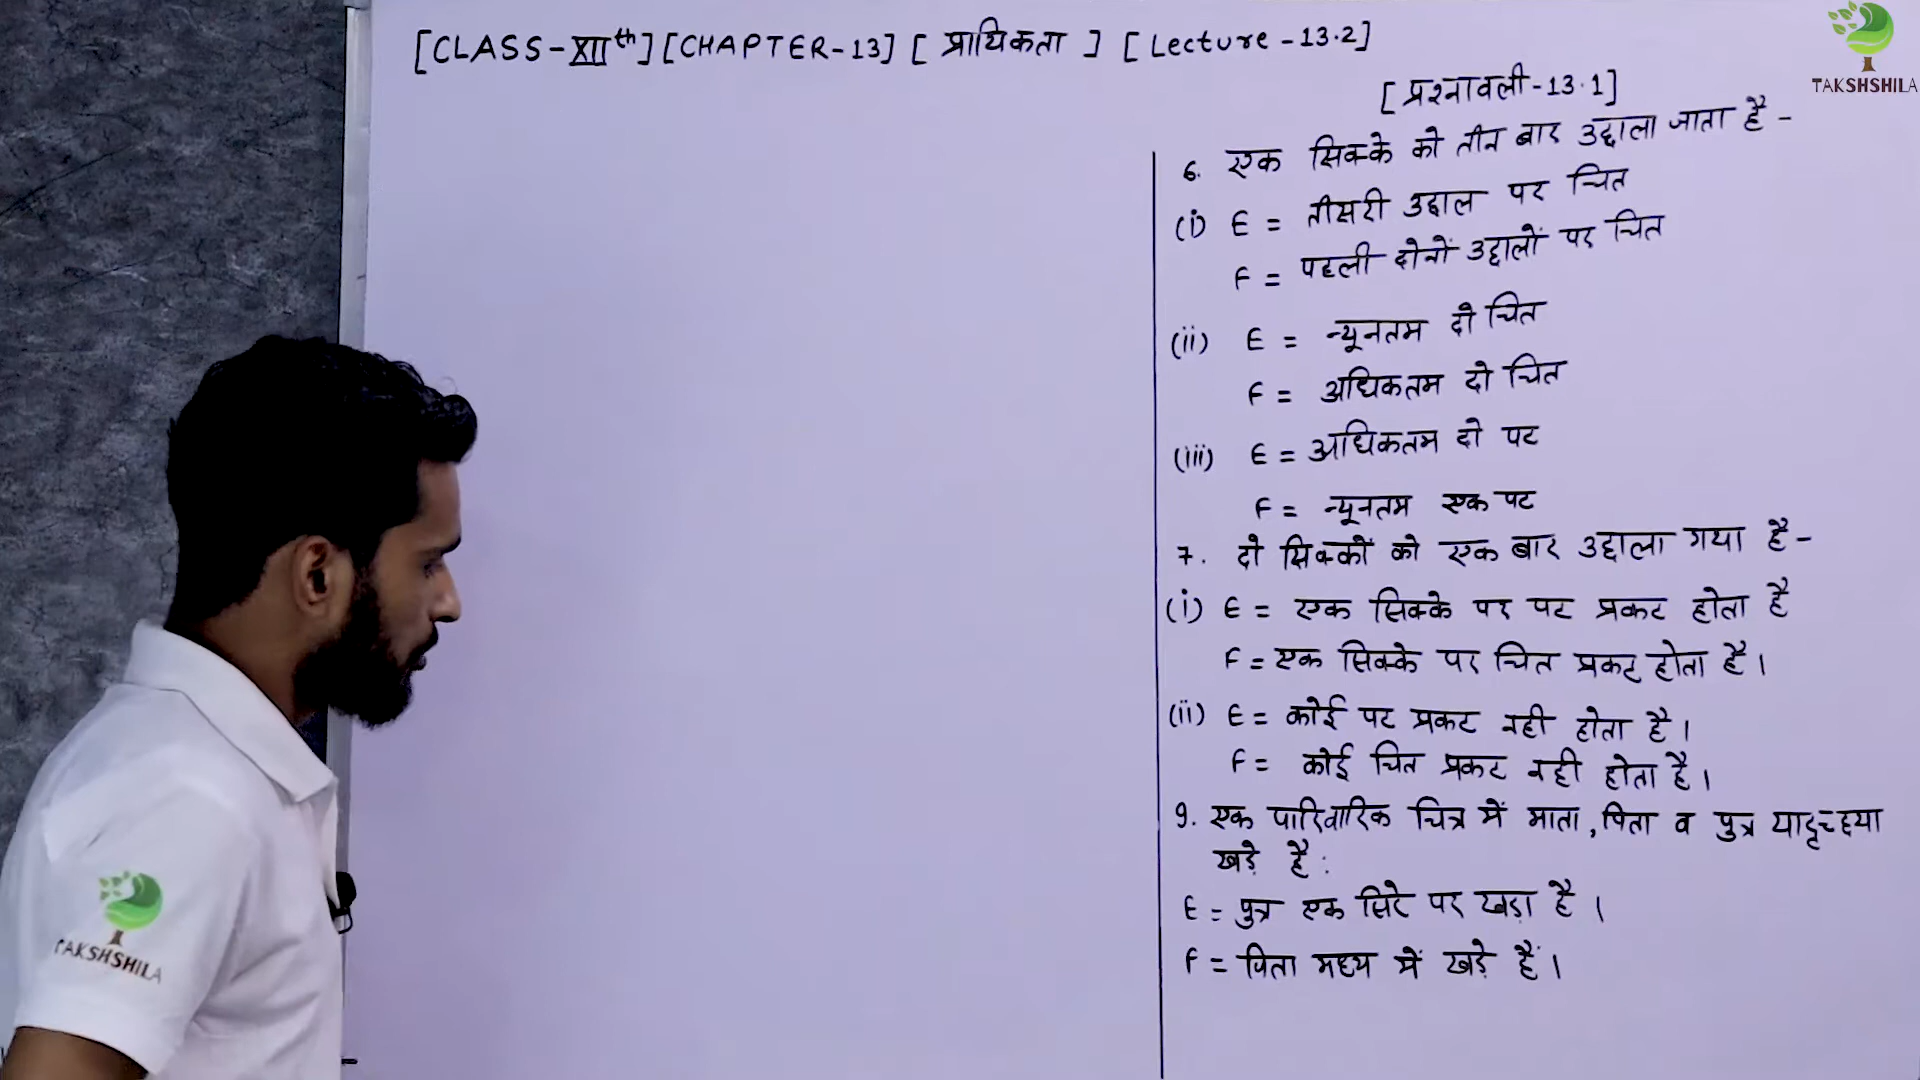 [CLASS-XIIth] [CHAPTER-13] [ प्रायिकता ] [ Lecture - 13.2]
TAKSHSHILA
[ प्रश्नावली - 13.1]
6. एक सिक्के को तीन बार उछाला जाता है -
(i) E = तीसरी उछाल पर चित
F = पहली दोनों उछालों पर चित
(ii) E = न्यूनतम दो चित
F = अधिकतम दो चित
(iii) E = अधिकतम दो पट
F = न्यूनतम एक पट
7. दो सिक्कों को एक बार उछाला गया है -
(i) E = एक सिक्के पर पट प्रकट होता है
F = एक सिक्के पर चित प्रकट होता है।
(ii) E = कोई पट प्रकट नही होता है।
F = कोई चित प्रकट नही होता है।
9. एक पारिवारिक चित्र में माता, पिता व पुत्र यादृच्छया
खड़े है:
E = पुत्र एक सिरे पर खड़ा है।
F = पिता मध्य में खड़े हैं।
TAKSHSHILA